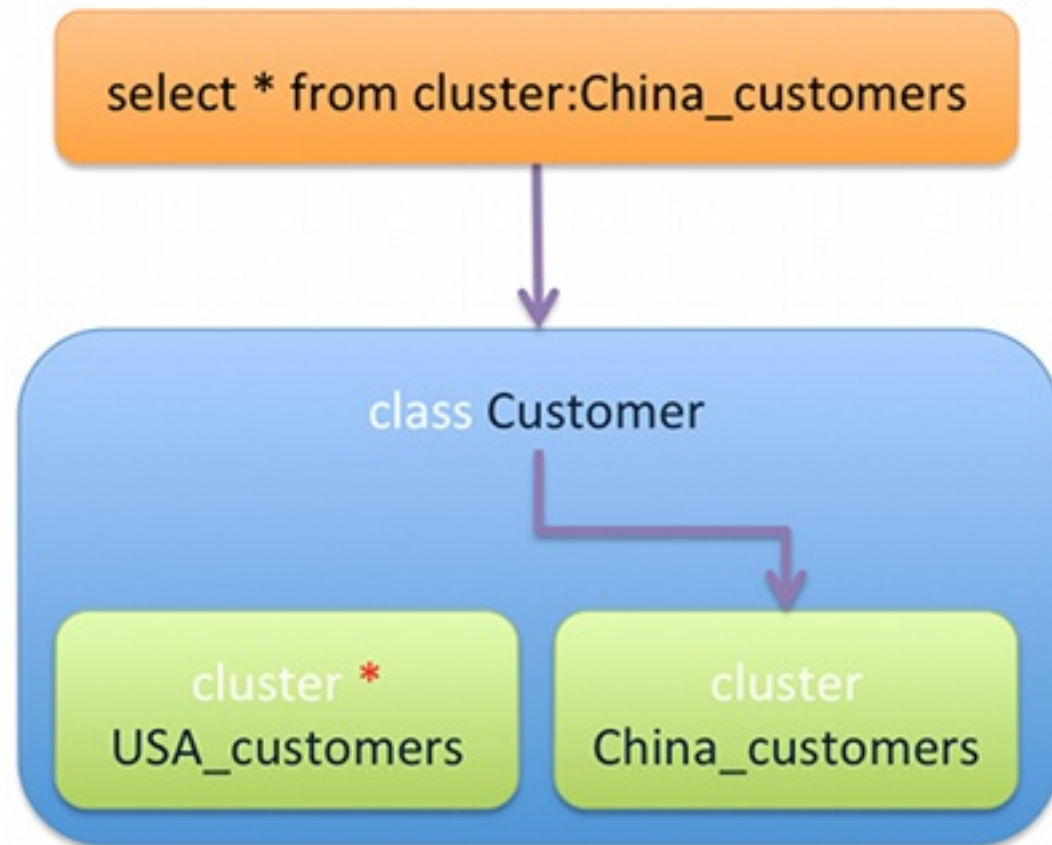 select * from cluster:China_customers
class Customer
cluster *
USA_customers
cluster
China_customers